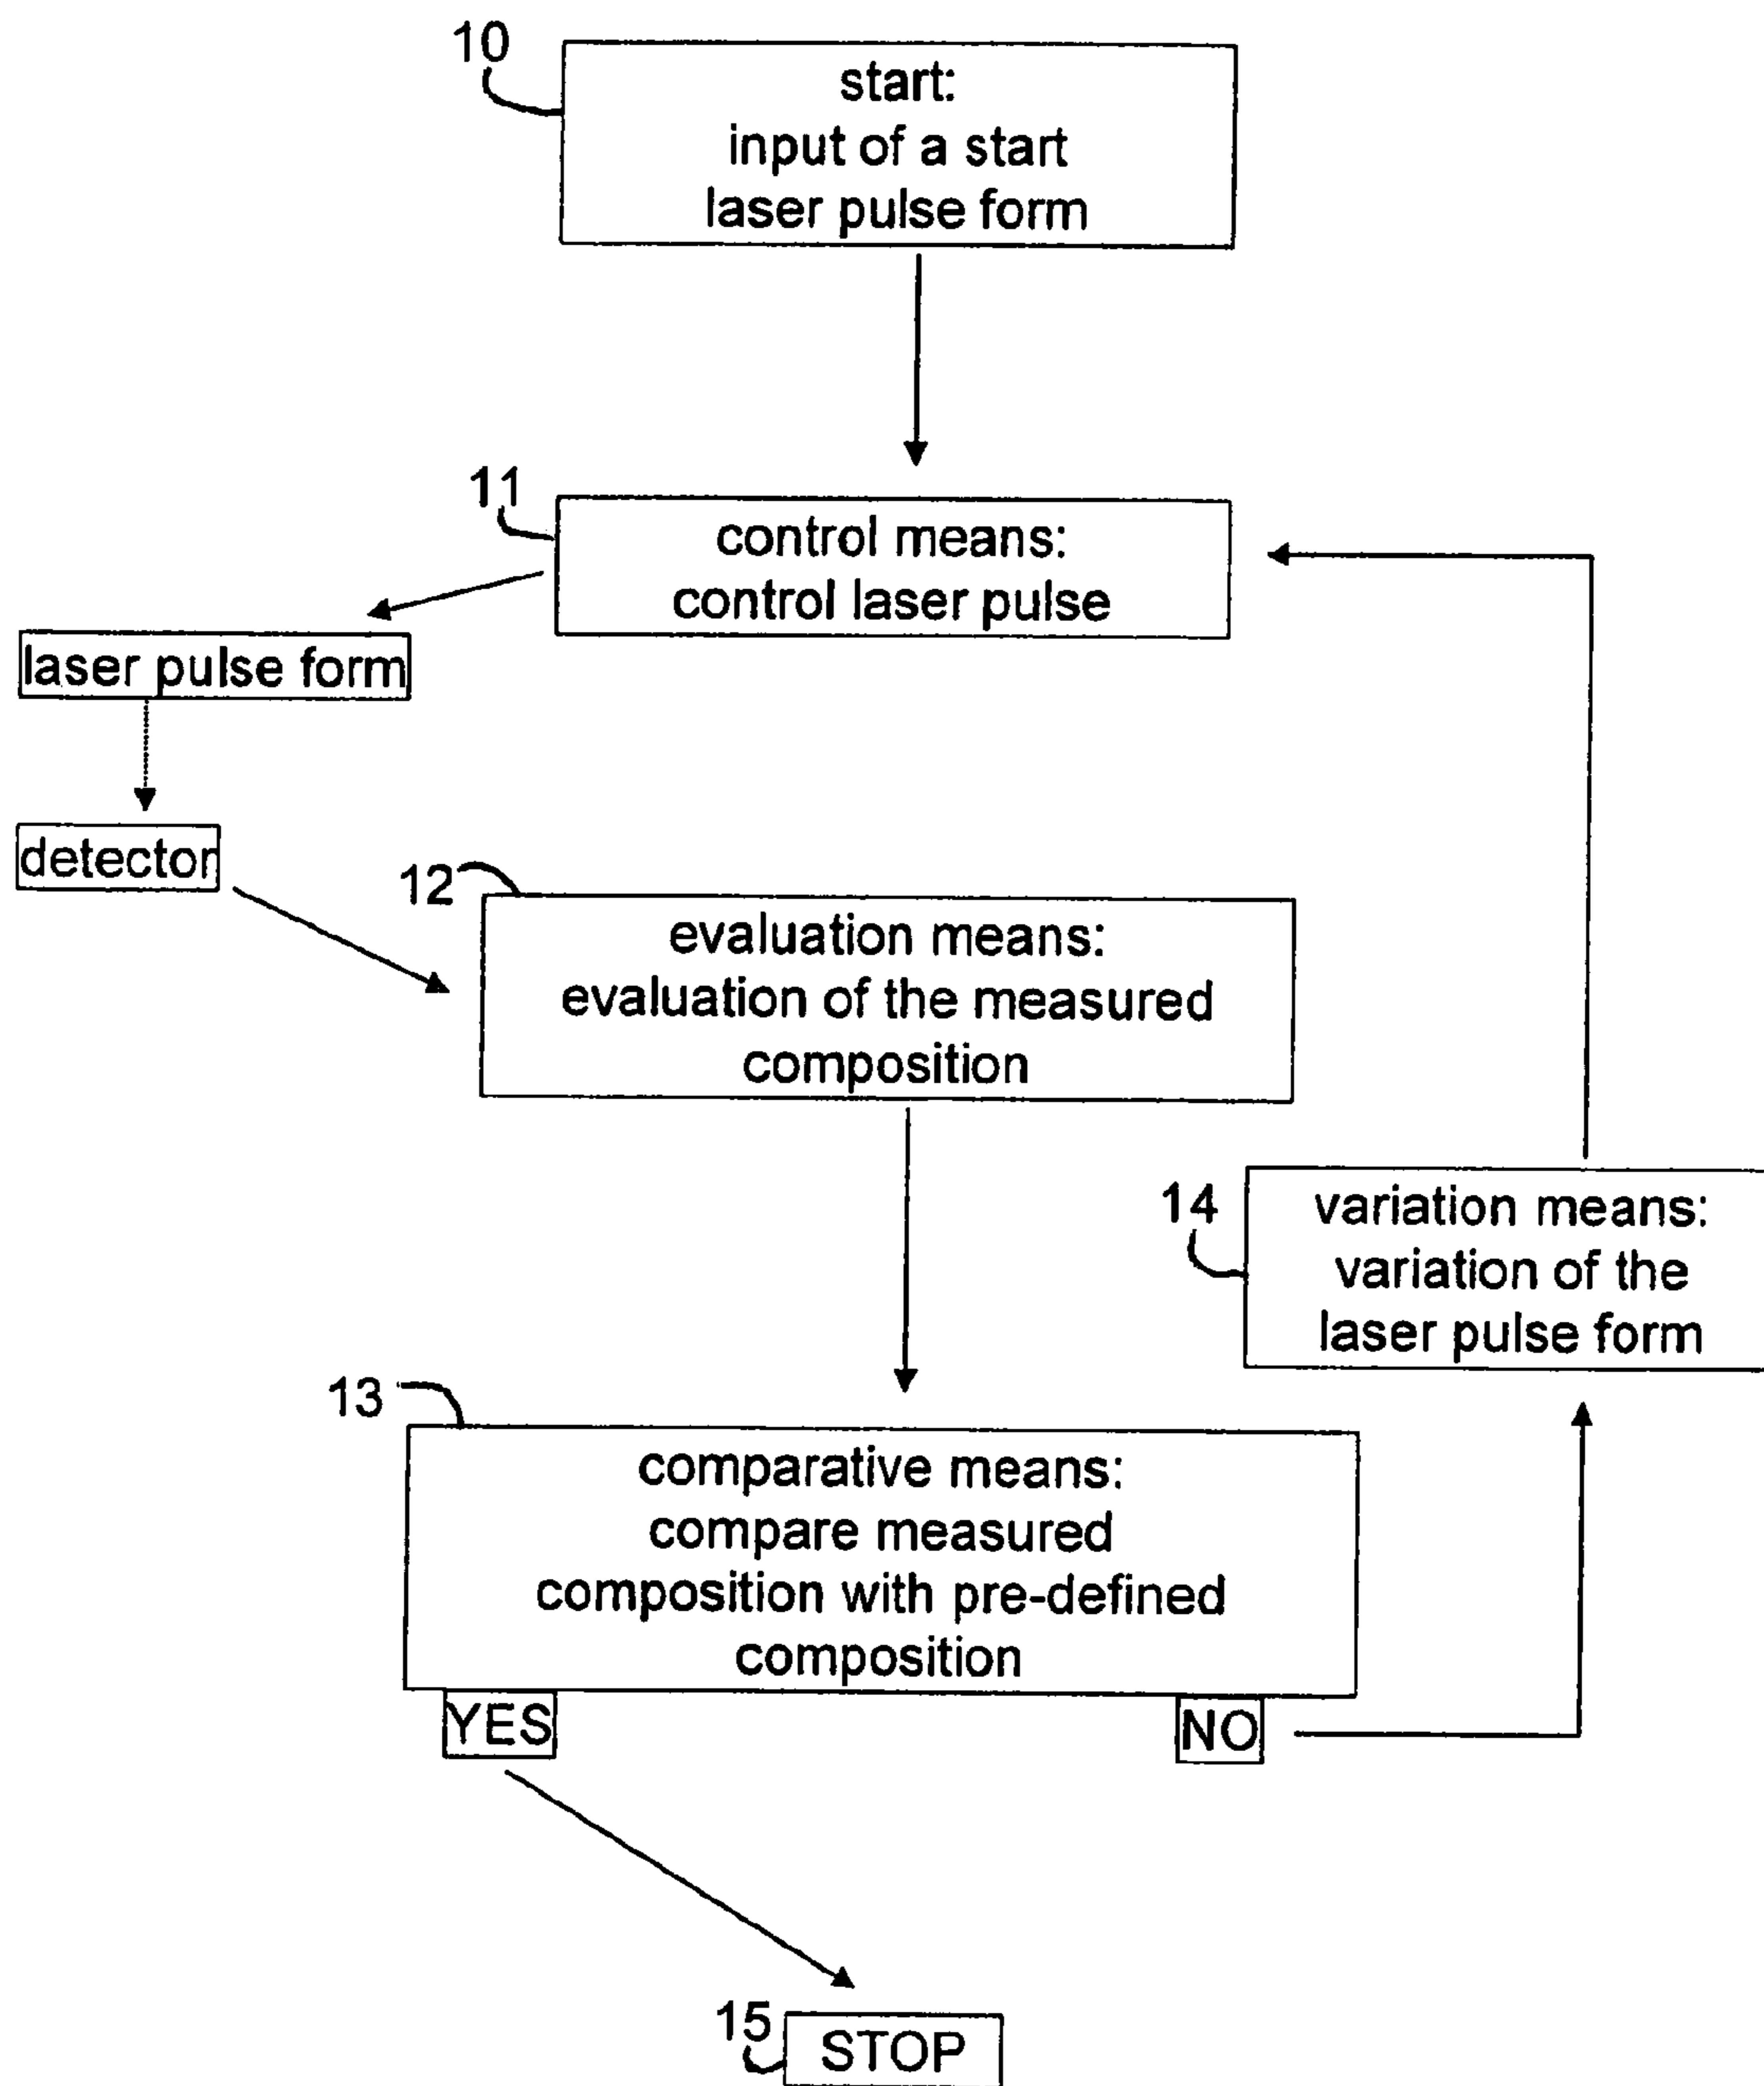 10
start:
input of a start
laser pulse form
11
control means:
control laser pulse
laser pulse form
detector
12
evaluation means:
evaluation of the measured
composition
14
variation means:
variation of the
laser pulse form
13
comparative means:
compare measured
composition with pre-defined
composition
YES
NO
15
STOP